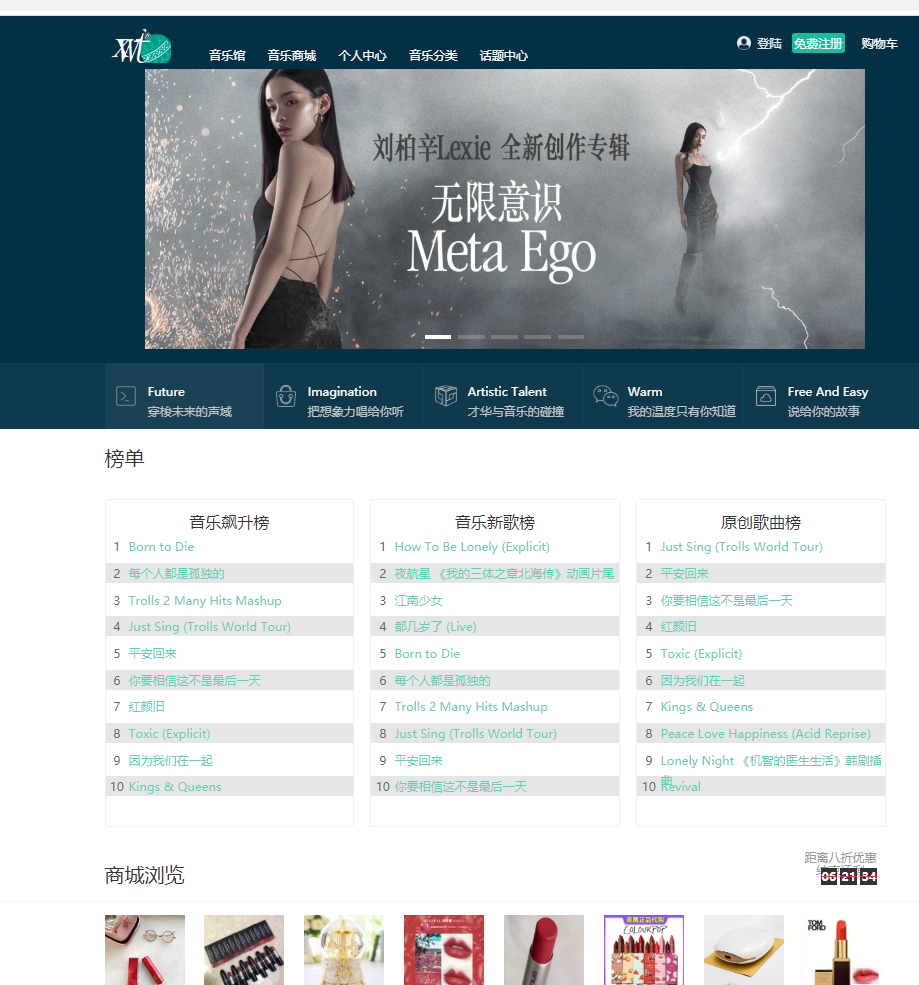 XWT
音乐馆 音乐商城 个人中心 音乐分类 话题中心 登陆 免费注册 购物车
刘柏辛Lexie 全新创作专辑
无限意识
Meta Ego
Future
穿梭未来的声域
Imagination
把想象力唱给你听
Artistic Talent
才华与音乐的碰撞
Warm
我的温度只有你知道
Free And Easy
说给你的故事
榜单
音乐飙升榜
1 Born to Die
2 每个人都是孤独的
3 Trolls 2 Many Hits Mashup
4 Just Sing (Trolls World Tour)
5 平安回来
6 你要相信这不是最后一天
7 红颜旧
8 Toxic (Explicit)
9 因为我们在一起
10 Kings & Queens
音乐新歌榜
1 How To Be Lonely (Explicit)
2 夜航星 《我的三体之章北海传》动画片尾
3 江南少女
4 都几岁了 (Live)
5 Born to Die
6 每个人都是孤独的
7 Trolls 2 Many Hits Mashup
8 Just Sing (Trolls World Tour)
9 平安回来
10 你要相信这不是最后一天
原创歌曲榜
1 Just Sing (Trolls World Tour)
2 平安回来
3 你要相信这不是最后一天
4 红颜旧
5 Toxic (Explicit)
6 因为我们在一起
7 Kings & Queens
8 Peace Love Happiness (Acid Reprise)
9 Lonely Night 《机智的医生生活》韩剧插
曲
10 Revival
商城浏览
距离八折优惠
06 21 34
COLOURPOP
TOM FORD